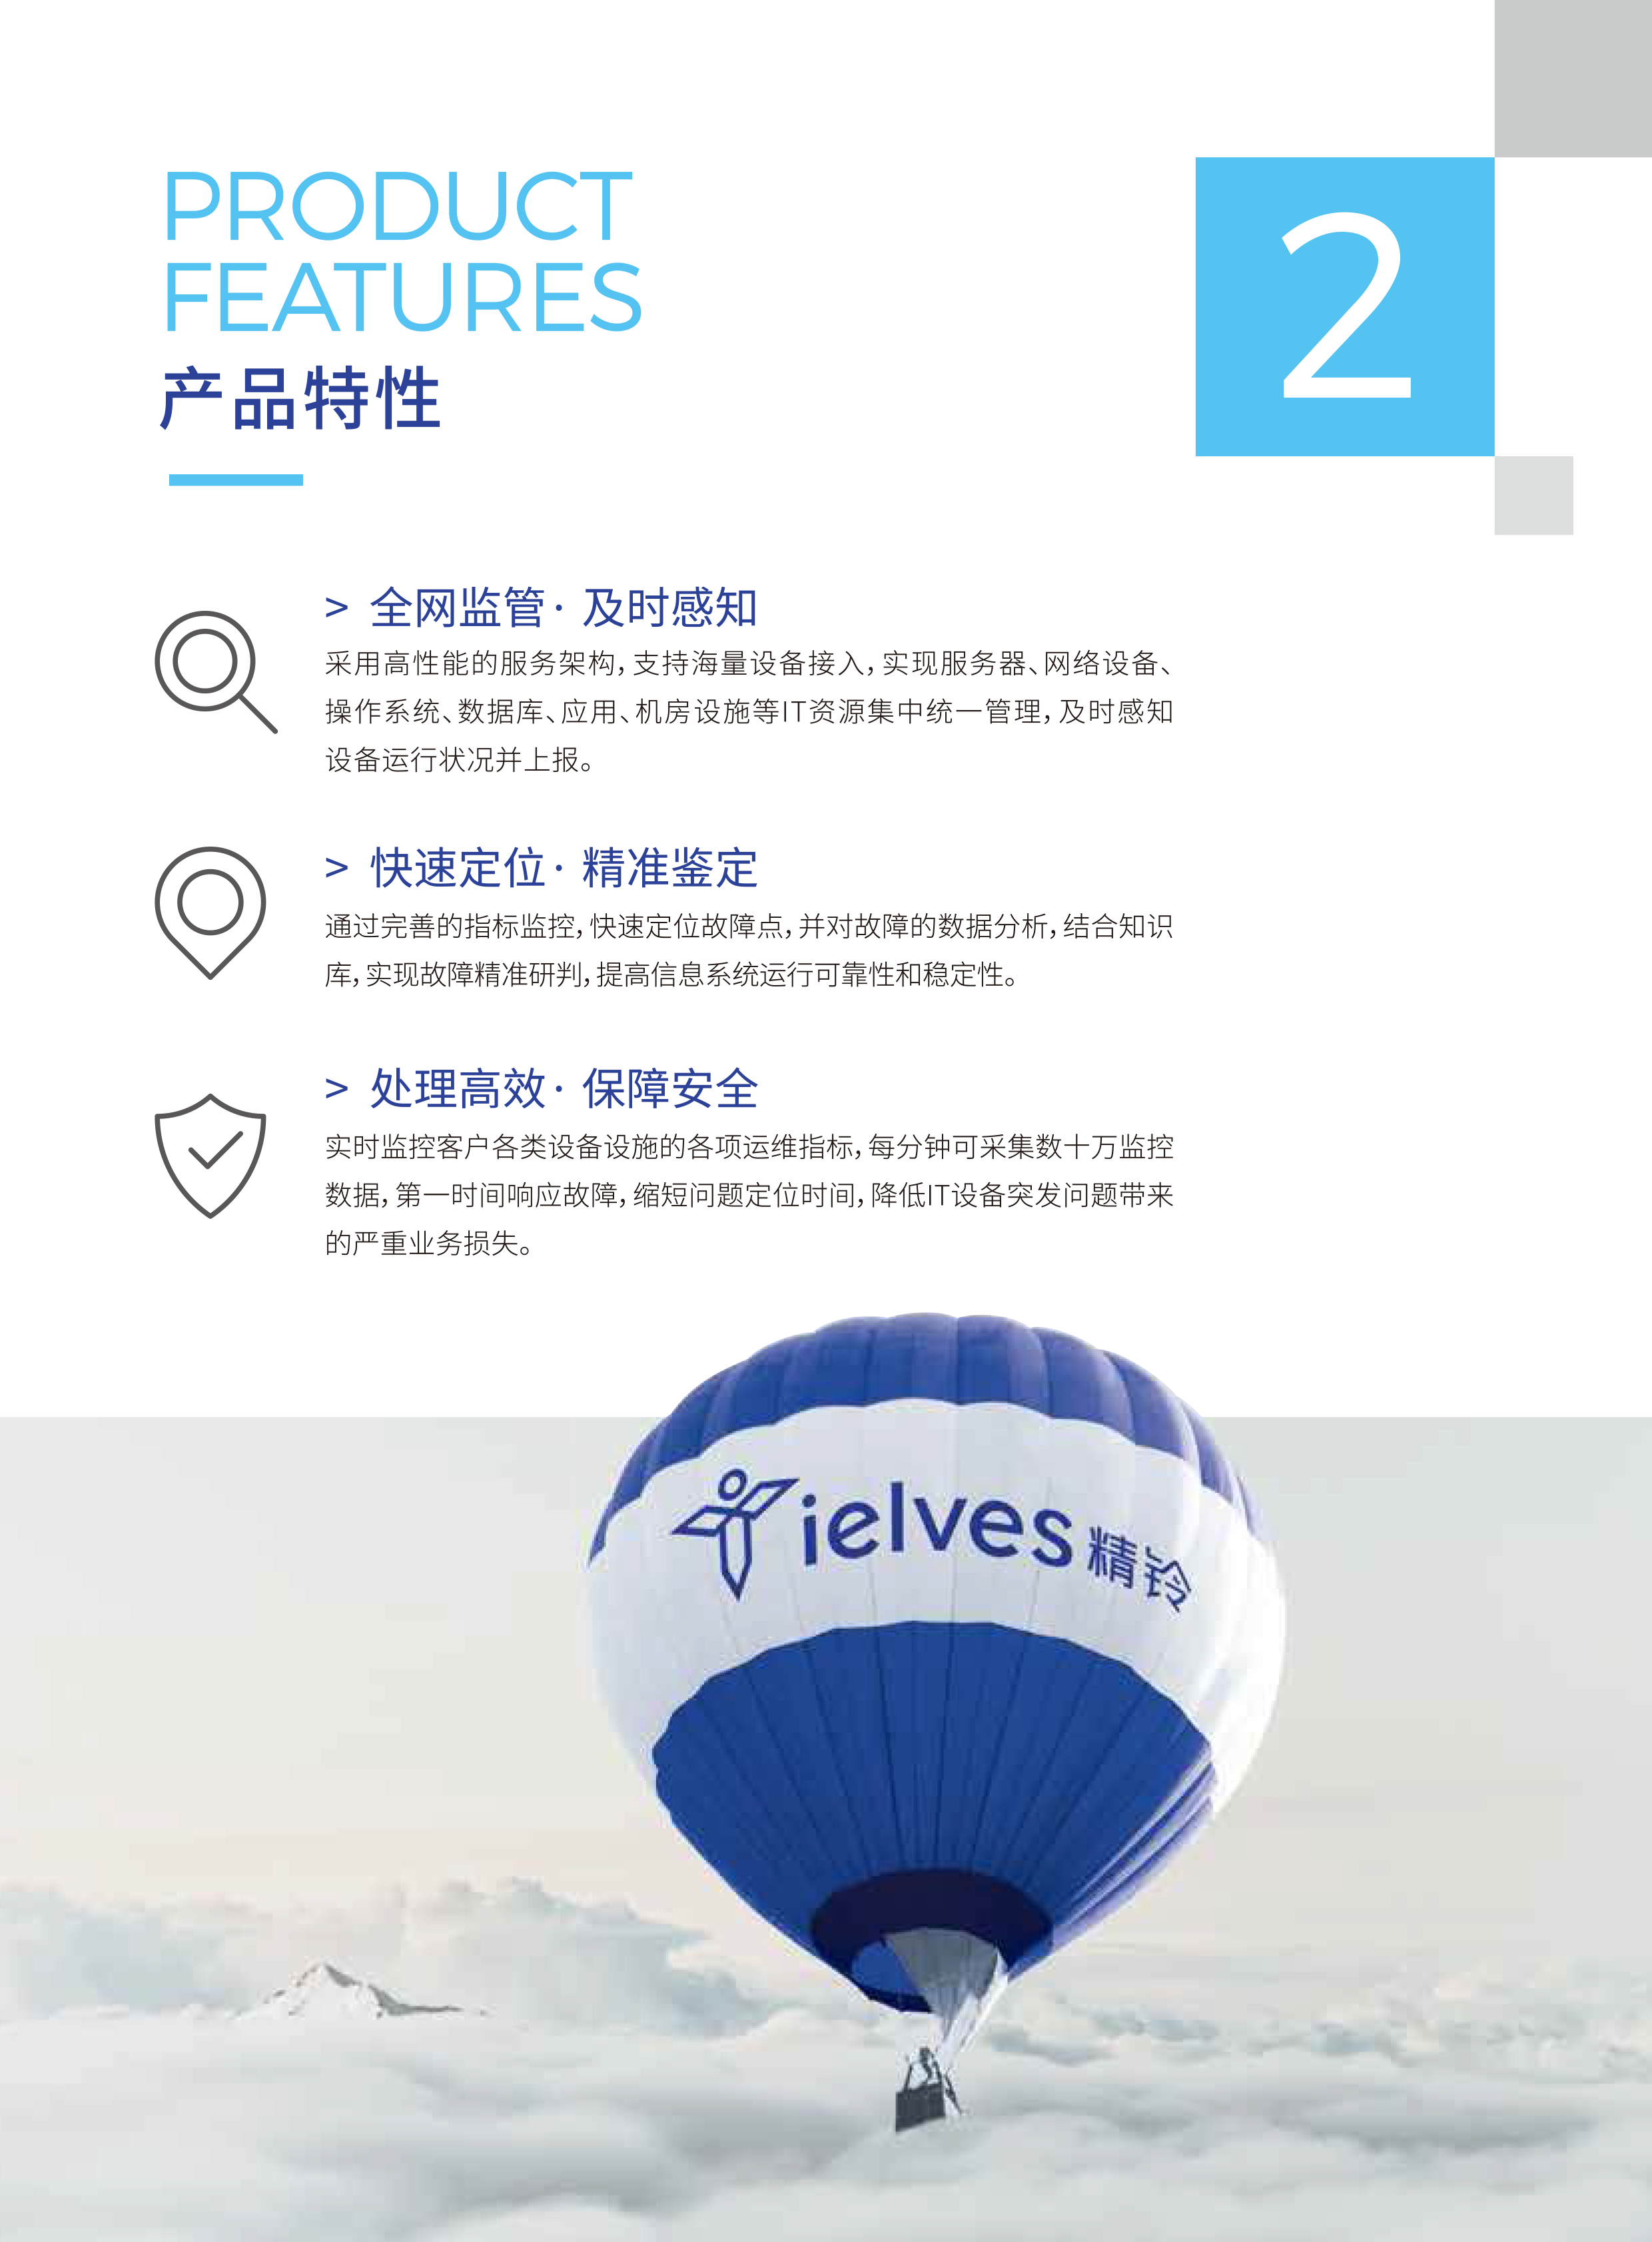 PRODUCT
FEATURES
产品特性
2
> 全网监管· 及时感知
采用高性能的服务架构，支持海量设备接入，实现服务器、网络设备、
操作系统、数据库、应用、机房设施等IT资源集中统一管理，及时感知
设备运行状况并上报。
> 快速定位· 精准鉴定
通过完善的指标监控，快速定位故障点，并对故障的数据分析，结合知识
库，实现故障精准研判，提高信息系统运行可靠性和稳定性。
> 处理高效· 保障安全
实时监控客户各类设备设施的各项运维指标，每分钟可采集数十万监控
数据，第一时间响应故障，缩短问题定位时间，降低IT设备突发问题带来
的严重业务损失。
ielves 精铃